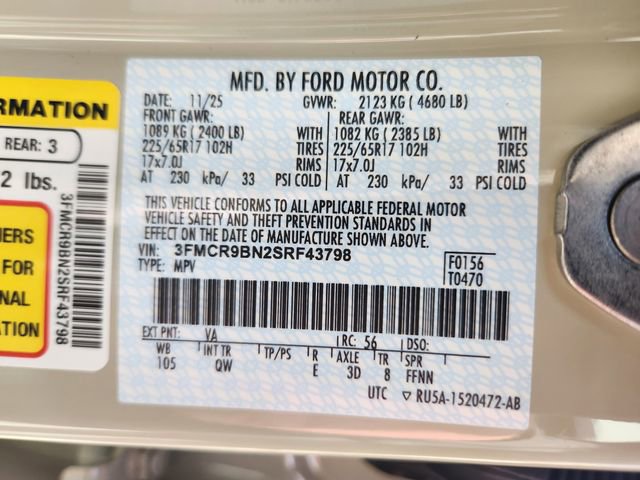 RMATION
REAR: 3
2 lbs.
IERS
FOR
NAL
TION
3FMCR9BN2SRF43798
MFD. BY FORD MOTOR CO.
DATE: 11/25 GVWR: 2123 KG ( 4680 LB)
FRONT GAWR: REAR GAWR:
1089 KG (2400 LB) WITH 1082 KG (2385 LB) WITH
225/65R17 102H TIRES 225/65R17 102H TIRES
17x7.0J RIMS 17x7.0J RIMS
AT 230 kPa/ 33 PSI COLD AT 230 kPa/ 33 PSI COLD
THIS VEHICLE CONFORMS TO ALL APPLICABLE FEDERAL MOTOR
VEHICLE SAFETY AND THEFT PREVENTION STANDARDS IN
EFFECT ON THE DATE OF MANUFACTURE SHOWN ABOVE.
VIN: 3FMCR9BN2SRF43798 F0156
TYPE: MPV T0470
EXT PNT: VA RC: 56 DSO:
WB INT TR TP/PS R AXLE TR SPR
105 QW E 3D 8 FFNN
UTC ▽ RU5A-1520472-AB